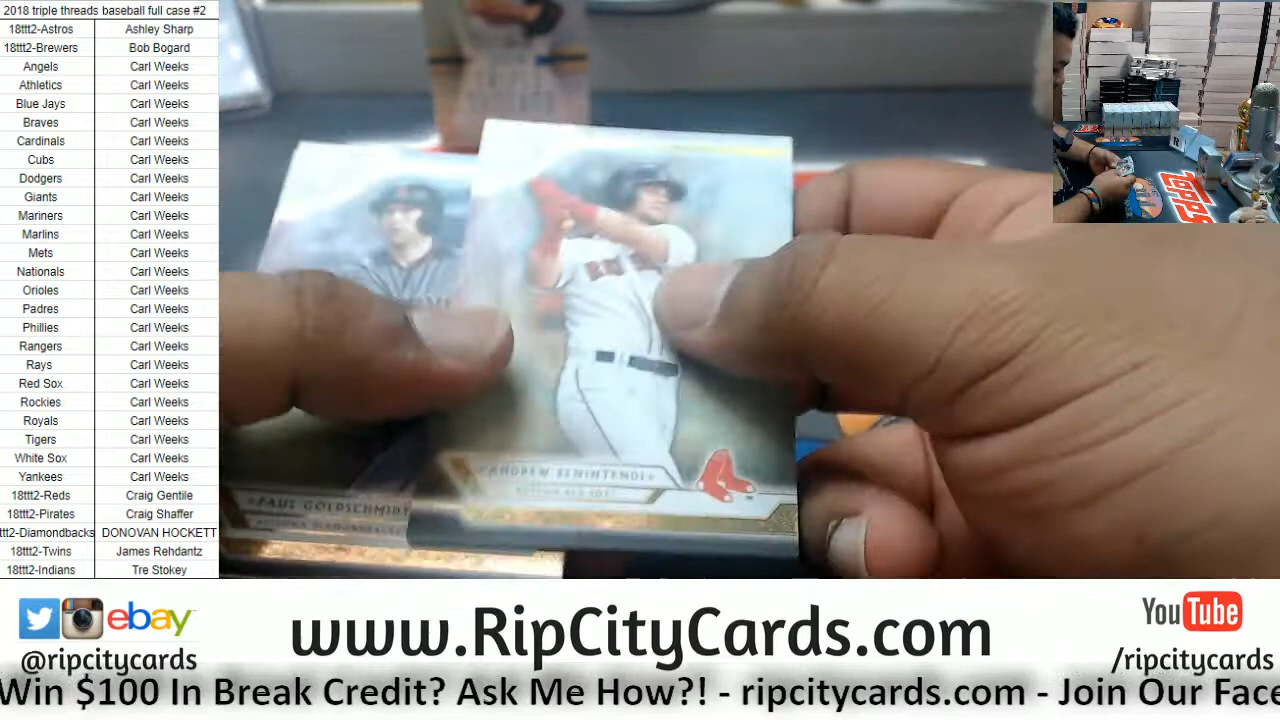 2018 triple threads baseball full case #2
18ttt2-Astros Ashley Sharp
18ttt2-Brewers Bob Bogard
Angels Carl Weeks
Athletics Carl Weeks
Blue Jays Carl Weeks
Braves Carl Weeks
Cardinals Carl Weeks
Cubs Carl Weeks
Dodgers Carl Weeks
Giants Carl Weeks
Mariners Carl Weeks
Marlins Carl Weeks
Mets Carl Weeks
Nationals Carl Weeks
Orioles Carl Weeks
Padres Carl Weeks
Phillies Carl Weeks
Rangers Carl Weeks
Rays Carl Weeks
Red Sox Carl Weeks
Rockies Carl Weeks
Royals Carl Weeks
Tigers Carl Weeks
White Sox Carl Weeks
Yankees Carl Weeks
18ttt2-Reds Craig Gentile
18ttt2-Pirates Craig Shaffer
ttt2-Diamondbacks DONOVAN HOCKETT
18ttt2-Twins James Rehdantz
18ttt2-Indians Tre Stokey
ANDREW BENINTENDI
BOSTON RED SOX
PAUL GOLDSCHMIDT
ARIZONA DIAMONDBACKS
TOPPS
ebay
@ripcitycards
www.RipCityCards.com
YouTube
/ripcitycards
Win $100 In Break Credit? Ask Me How?! - ripcitycards.com - Join Our Face